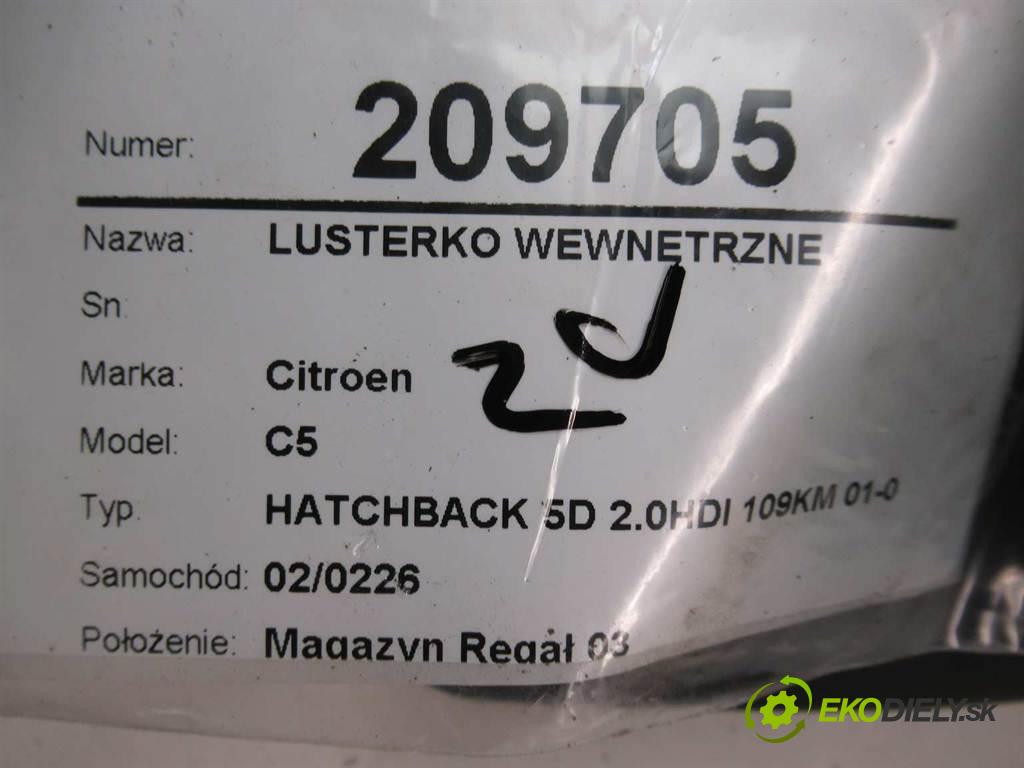 Numer: 209705
Nazwa: LUSTERKO WEWNĘTRZNE
Sn:
Marka: Citroen
Model: C5
Typ: HATCHBACK 5D 2.0HDI 109KM 01-0
Samochód: 02/0226
Położenie: Magazyn Regał 03
EKODIELY.SK